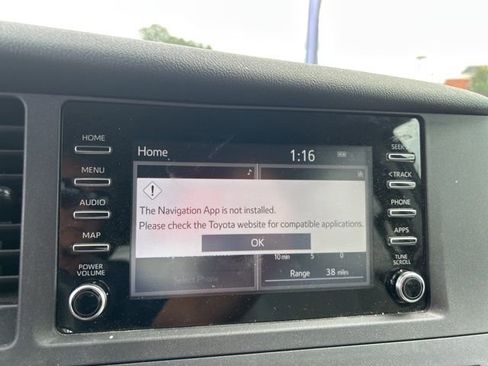 Home 1:16
HOME
MENU
AUDIO
MAP
POWER
VOLUME
The Navigation App is not installed.
Please check the Toyota website for compatible applications.
OK
10 min 5 0
Range 38 miles
SEEK
<TRACK
PHONE
APPS
TUNE
SCROLL